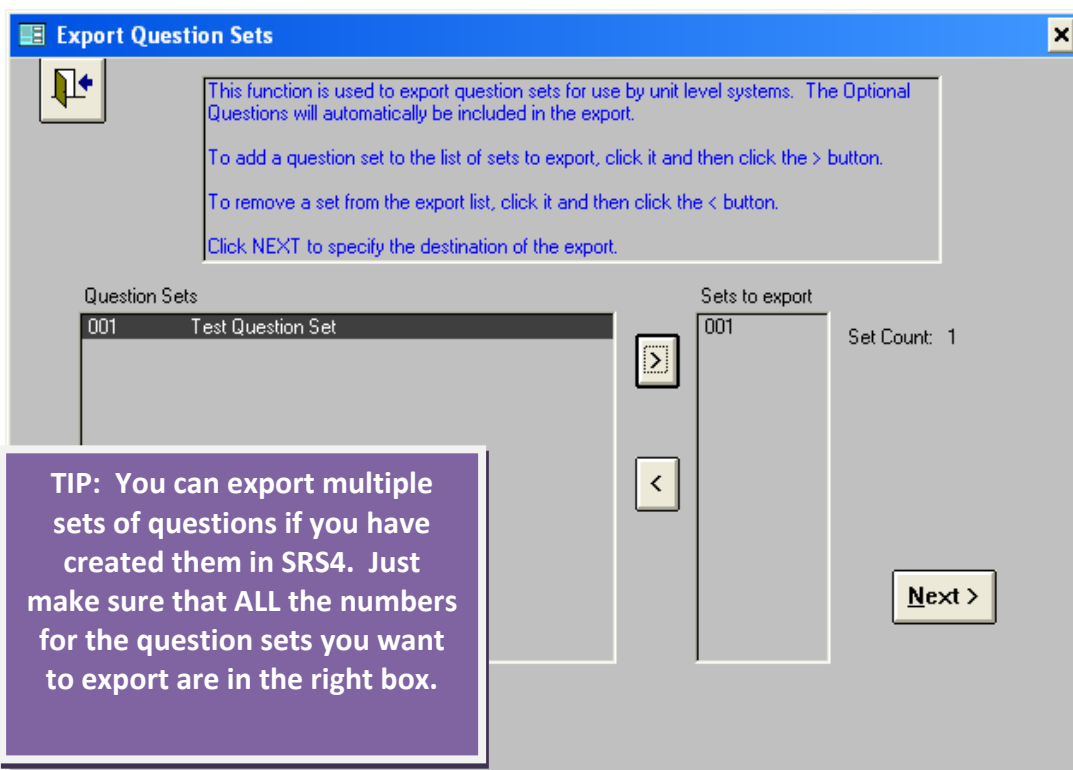 Export Question Sets
This function is used to export question sets for use by unit level systems.  The Optional
Questions will automatically be included in the export.
To add a question set to the list of sets to export, click it and then click the > button.
To remove a set from the export list, click it and then click the < button.
Click NEXT to specify the destination of the export.
Question Sets
Sets to export
001 Test Question Set
>
001
Set Count: 1
<
TIP:  You can export multiple
sets of questions if you have
created them in SRS4.  Just
make sure that ALL the numbers
for the question sets you want
to export are in the right box.
Next >